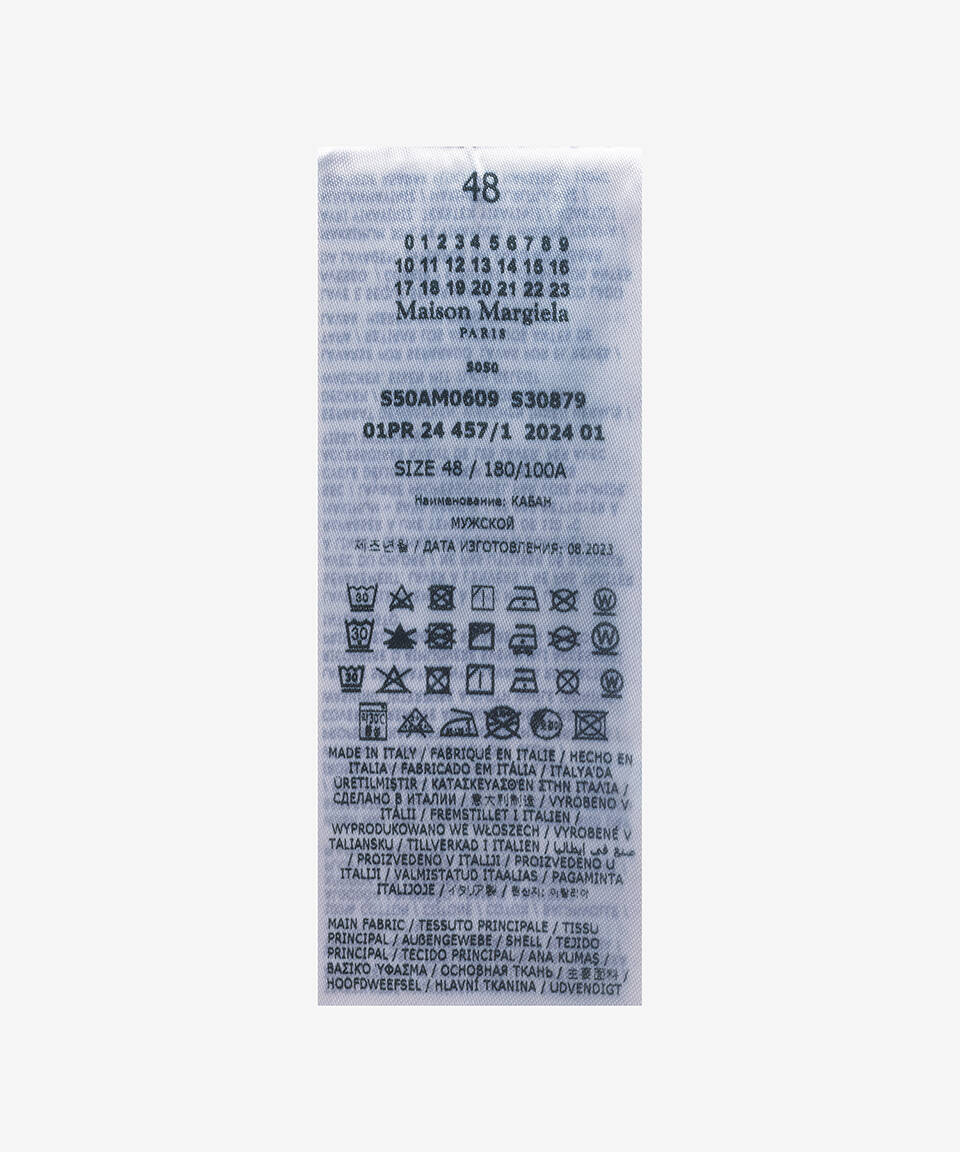 48
0 1 2 3 4 5 6 7 8 9
10 11 12 13 14 15 16
17 18 19 20 21 22 23
Maison Margiela
PARIS
S0S0
S50AM0609 S30879
01PR 24 457/1 2024 01
SIZE 48 / 180/100A
Наименование: КАБАН
МУЖСКОЙ
제조년월 / ДАТА ИЗГОТОВЛЕНИЯ: 08.2023
30 W
30 W
30 W
MADE IN ITALY / FABRIQUÉ EN ITALIE / HECHO EN
ITALIA / FABRICADO EM ITÁLIA / ITALYA'DA
ÜRETILMIŞTIR / ΚΑΤΑΣΚΕΥΑΣΘΈΝ ΣΤΗΝ ΙΤΑΛΊΑ /
СДЕЛАНО В ИТАЛИИ / 意大利制造 / VYROBENO V
ITÁLII / FREMSTILLET I ITALIEN /
WYPRODUKOWANO WE WŁOSZECH / VYROBENÉ V
TALIANSKU / TILLVERKAD I ITALIEN / صنع في إيطاليا
/ PROIZVEDENO V ITALIJI / PROIZVEDENO U
ITALIJI / VALMISTATUD ITAALIAS / PAGAMINTA
ITALIJOJE / イタリア製 / 원산지: 이탈리아
MAIN FABRIC / TESSUTO PRINCIPALE / TISSU
PRINCIPAL / AUßENGEWEBE / SHELL / TEJIDO
PRINCIPAL / TECIDO PRINCIPAL / ANA KUMAŞ /
ΒΑΣΙΚΟ ΥΦΑΣΜΑ / ОСНОВНАЯ ТКАНЬ / 主要面料 /
HOOFDWEEFSEL / HLAVNÍ TKANINA / UDVENDIGT